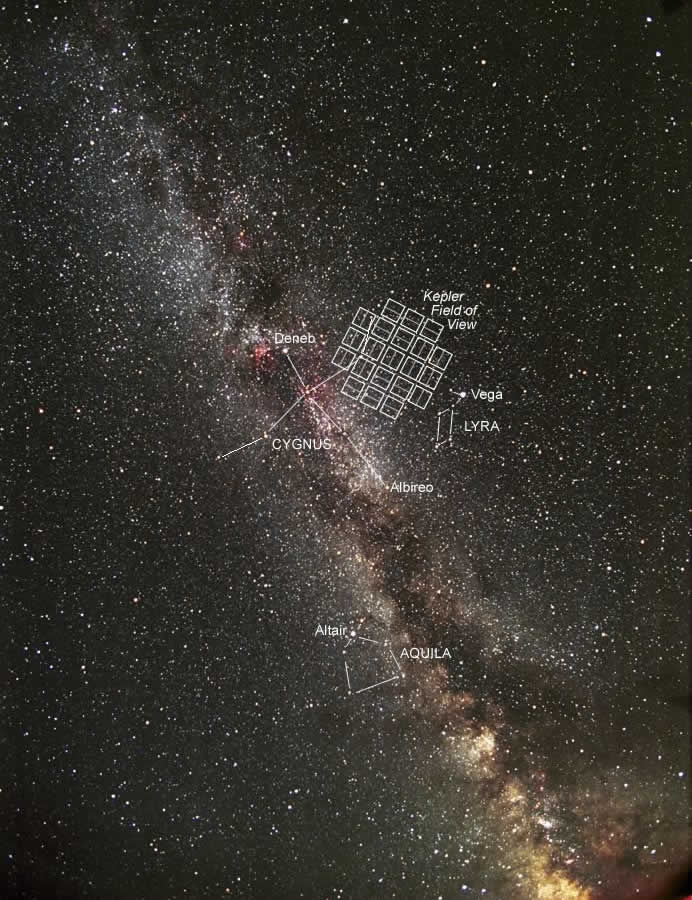 Kepler
Field of
View
Deneb
Vega
LYRA
CYGNUS
Albireo
Altair
AQUILA